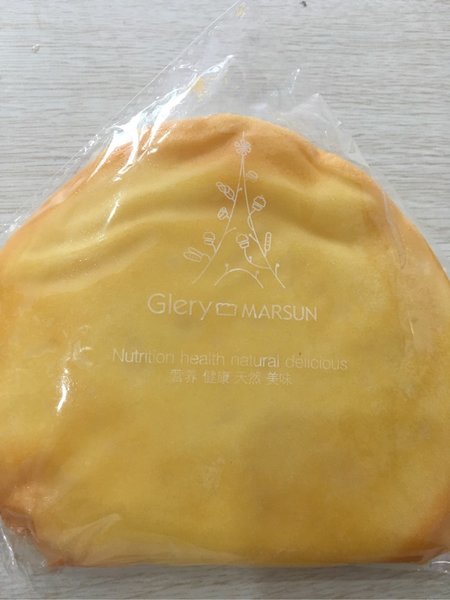 Glery MARSUN
Nutrition health natural delicious
营养 健康 天然 美味